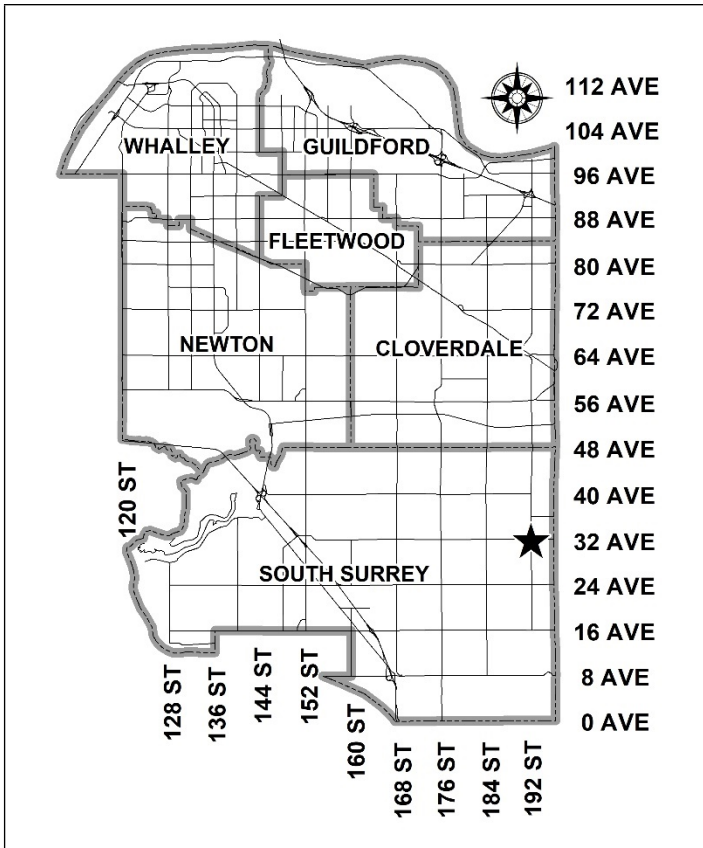 112 AVE
104 AVE
WHALLEY
GUILDFORD
96 AVE
88 AVE
FLEETWOOD
80 AVE
72 AVE
NEWTON
CLOVERDALE
64 AVE
56 AVE
48 AVE
120 ST
40 AVE
32 AVE
SOUTH SURREY
24 AVE
16 AVE
8 AVE
0 AVE
128 ST
136 ST
144 ST
152 ST
160 ST
168 ST
176 ST
184 ST
192 ST